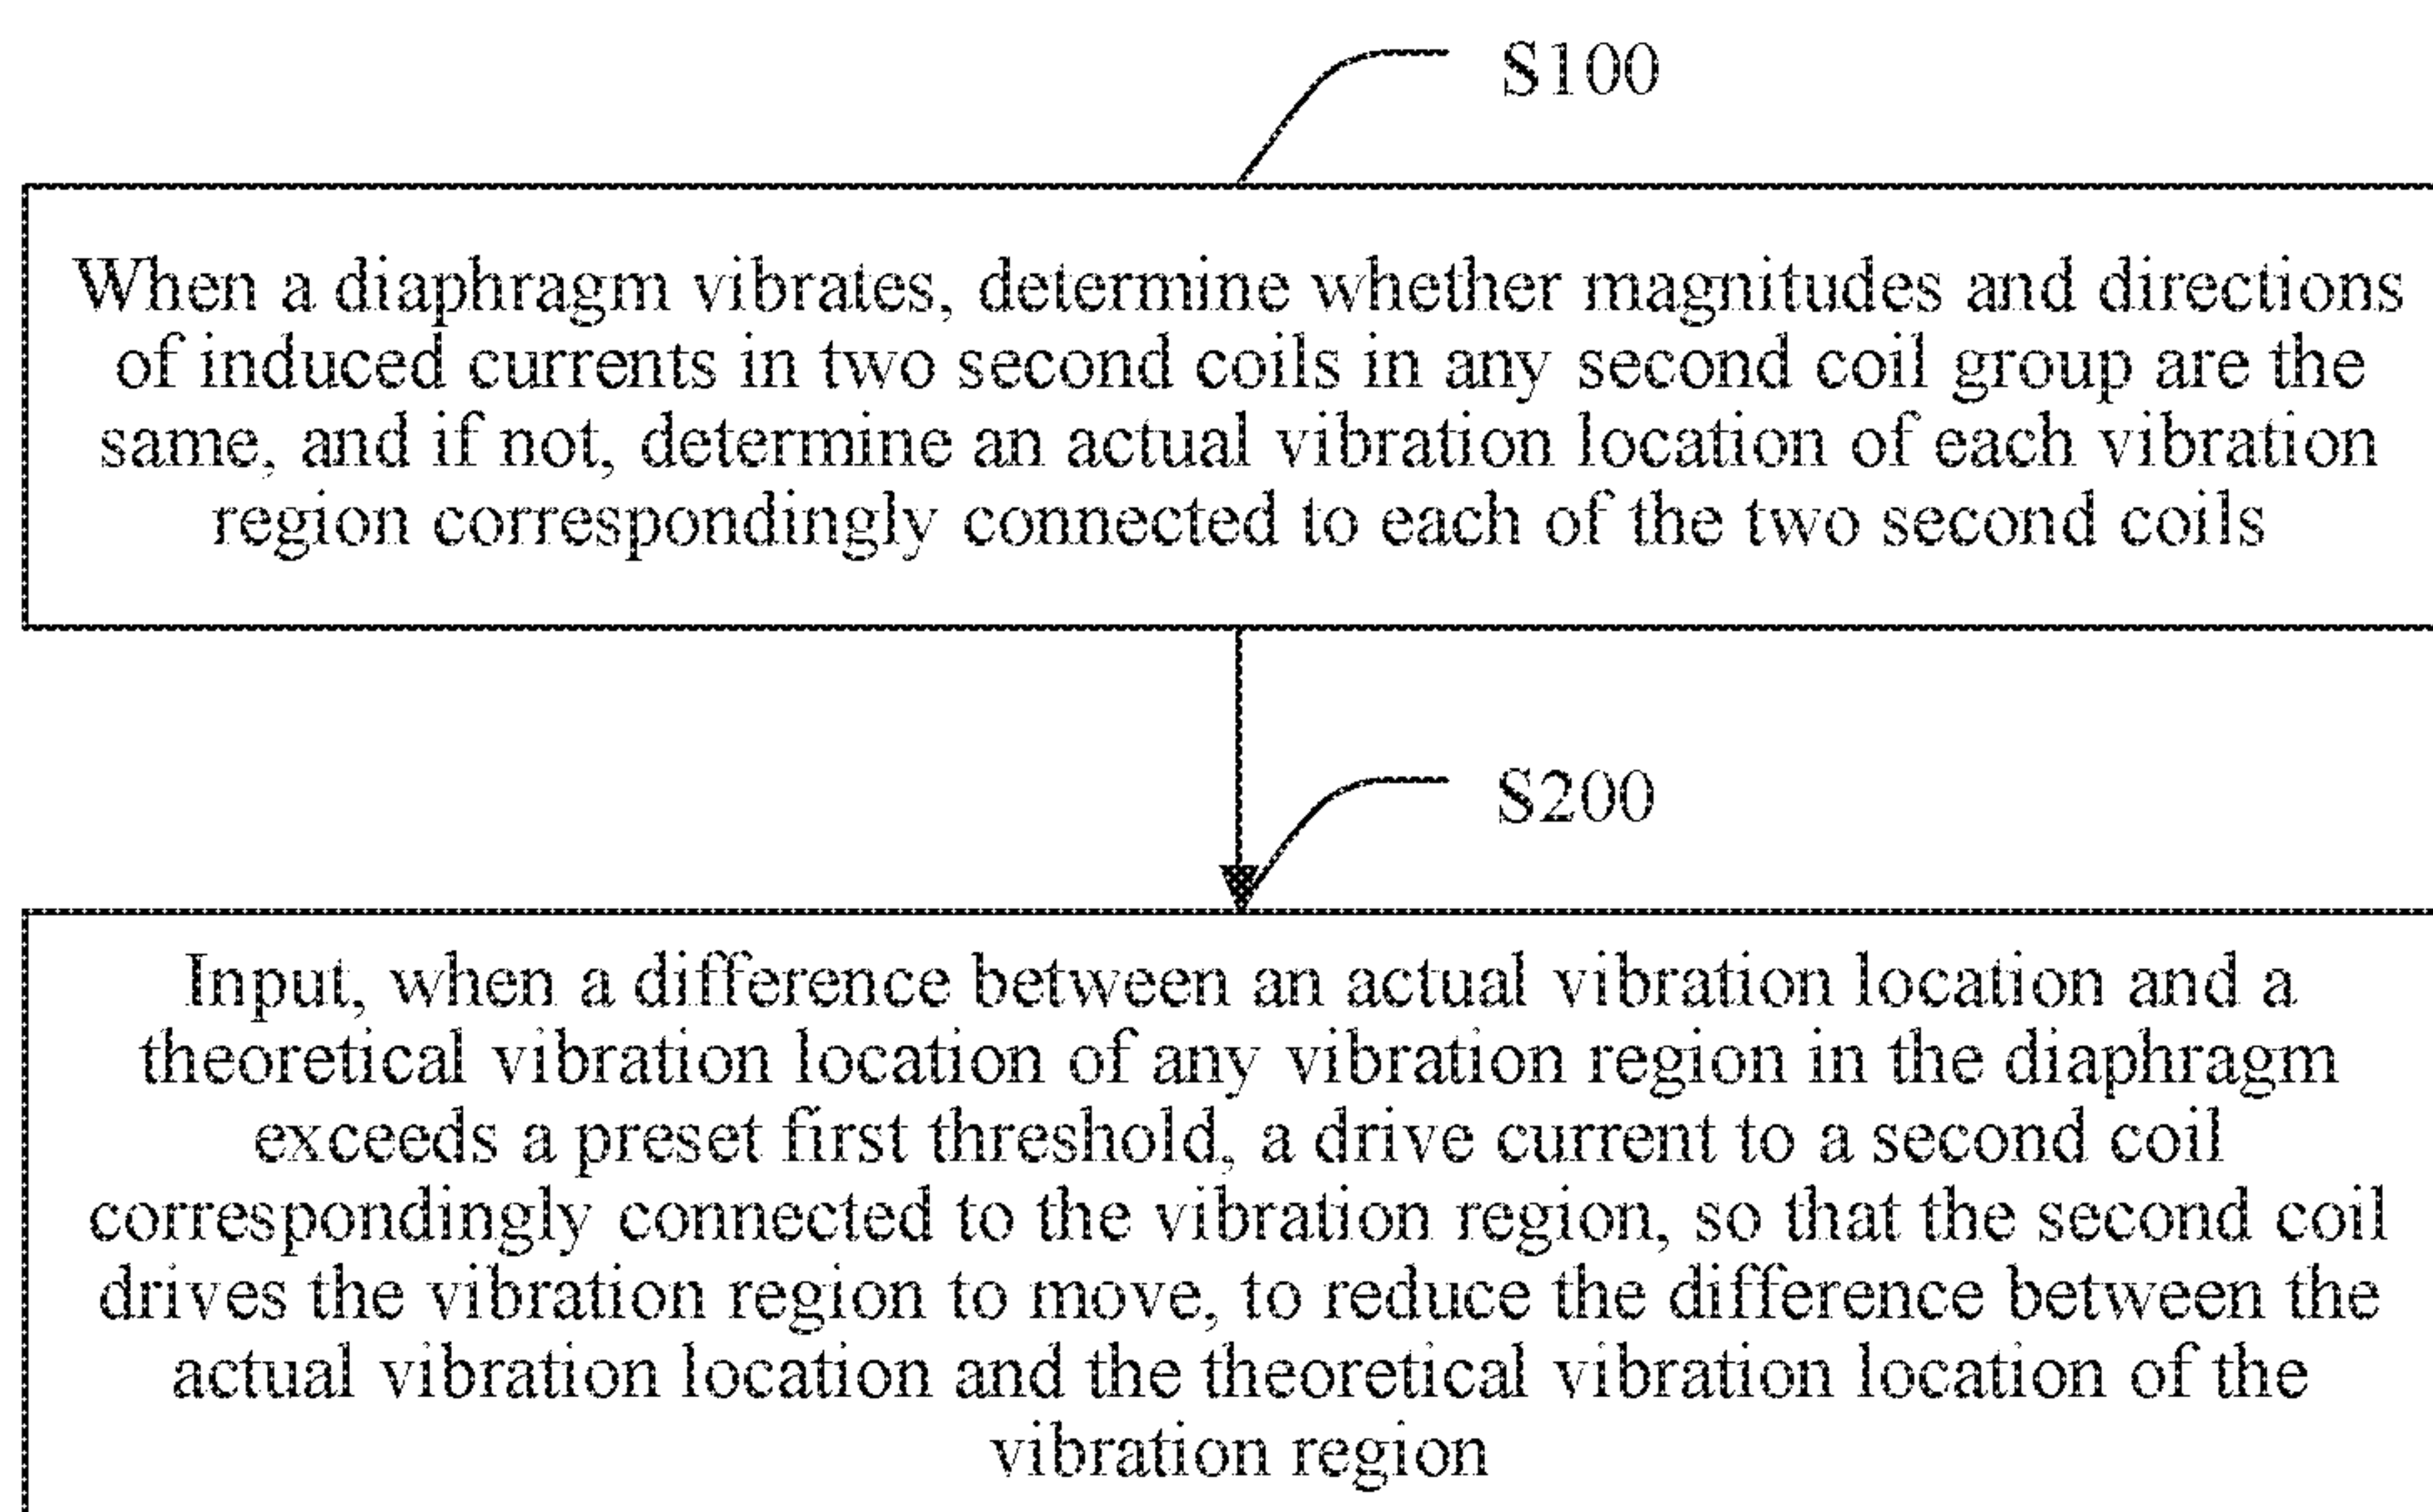 S100
When a diaphragm vibrates, determine whether magnitudes and directions
of induced currents in two second coils in any second coil group are the
same, and if not, determine an actual vibration location of each vibration
region correspondingly connected to each of the two second coils
S200
Input, when a difference between an actual vibration location and a
theoretical vibration location of any vibration region in the diaphragm
exceeds a preset first threshold, a drive current to a second coil
correspondingly connected to the vibration region, so that the second coil
drives the vibration region to move, to reduce the difference between the
actual vibration location and the theoretical vibration location of the
vibration region